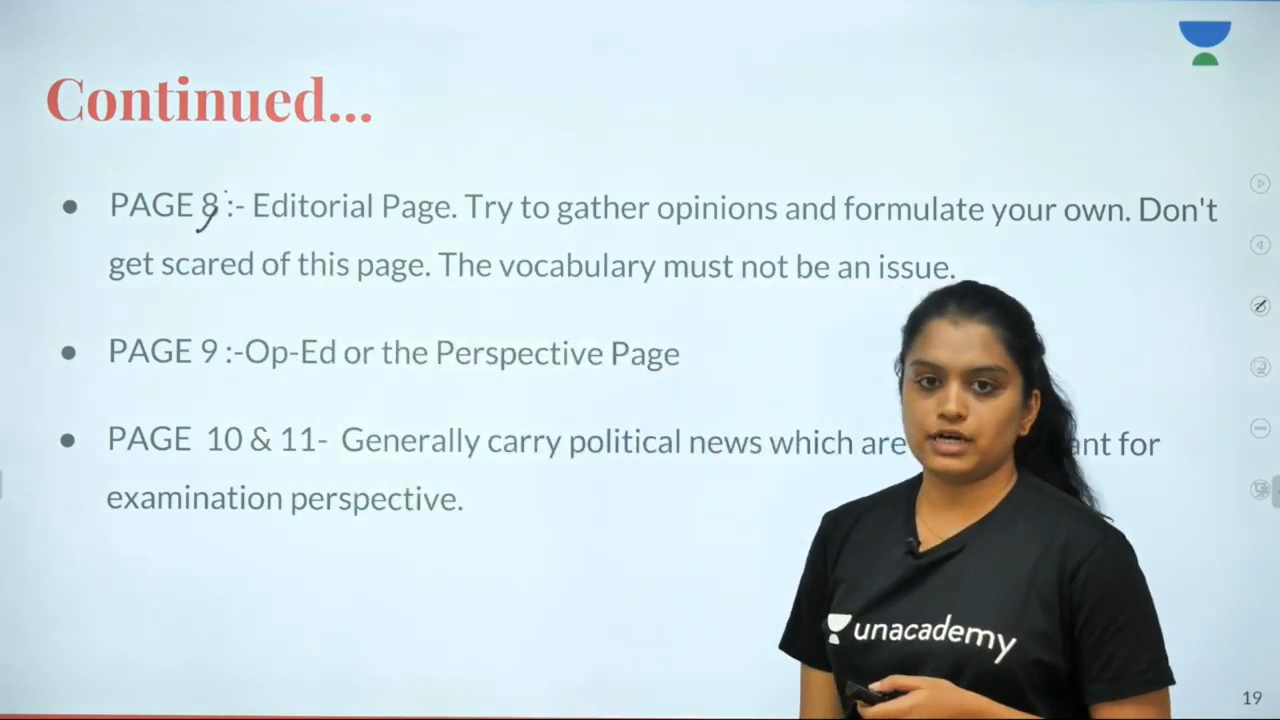 Continued...
PAGE 8 :- Editorial Page. Try to gather opinions and formulate your own. Don't
get scared of this page. The vocabulary must not be an issue.
PAGE 9 :-Op-Ed or the Perspective Page
PAGE 10 & 11- Generally carry political news which are ant for
examination perspective.
unacademy
19